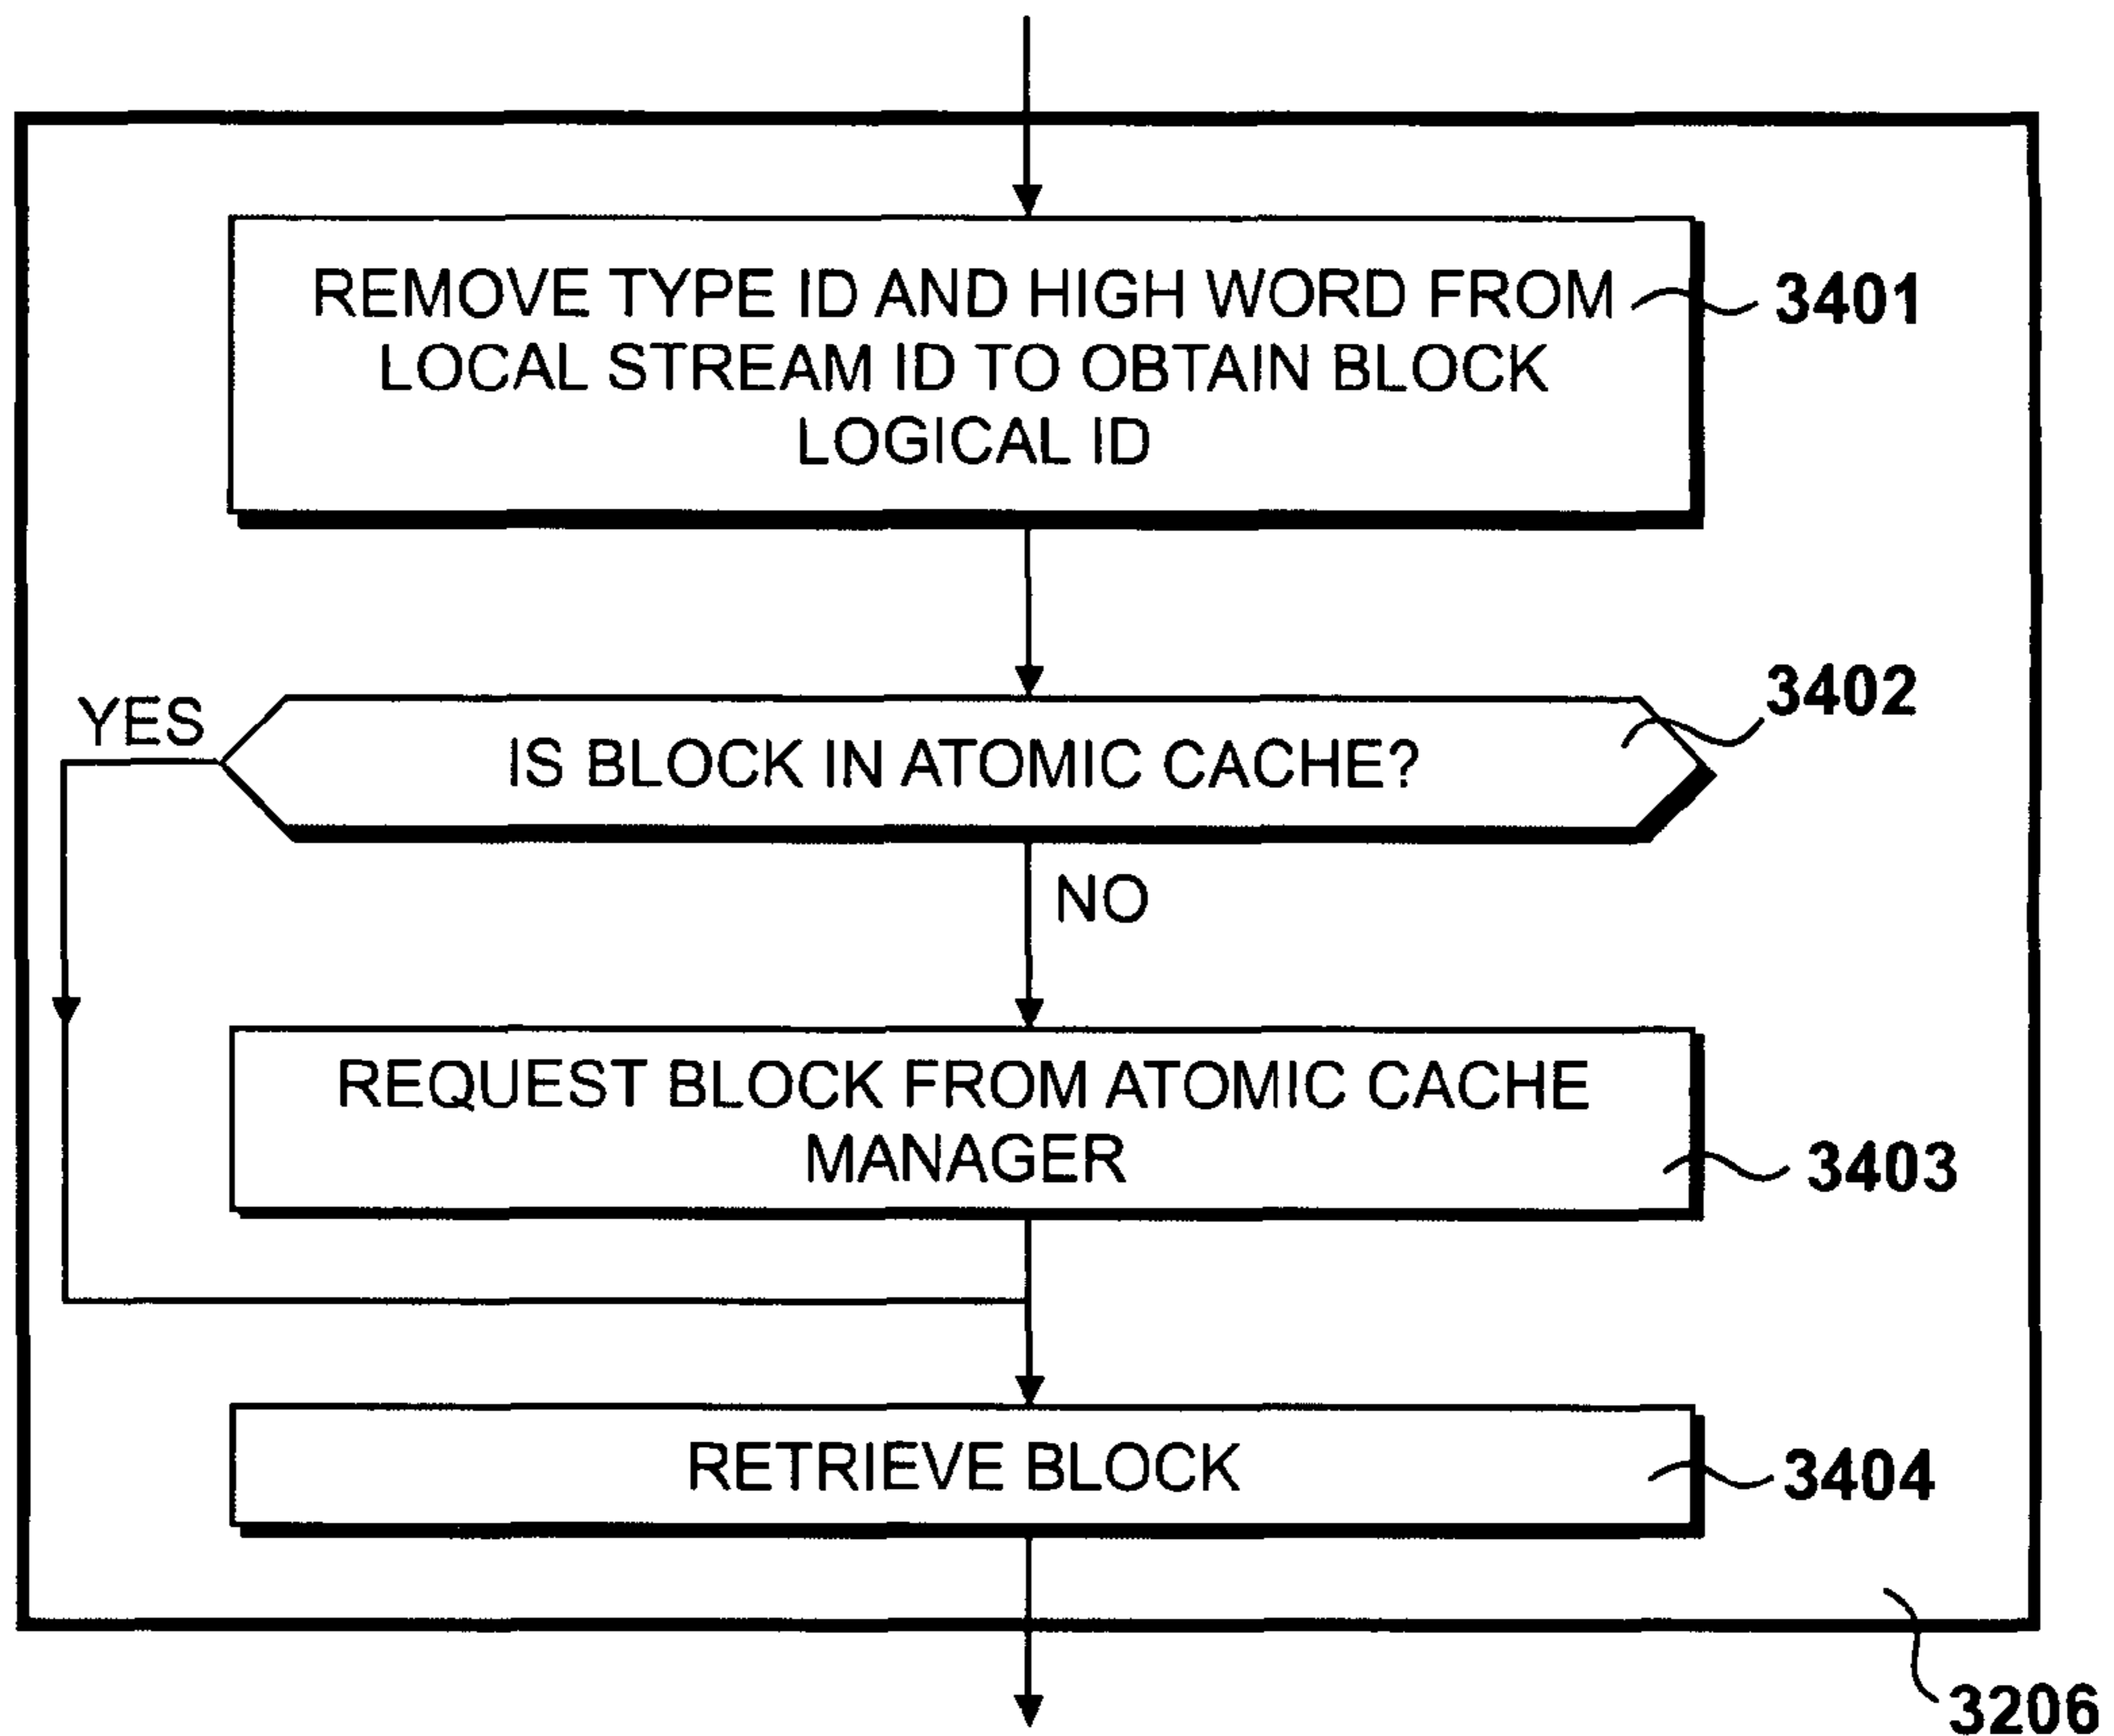 REMOVE TYPE ID AND HIGH WORD FROM
LOCAL STREAM ID TO OBTAIN BLOCK
LOGICAL ID
3401
3402
YES
IS BLOCK IN ATOMIC CACHE?
NO
REQUEST BLOCK FROM ATOMIC CACHE
MANAGER
3403
RETRIEVE BLOCK
3404
3206